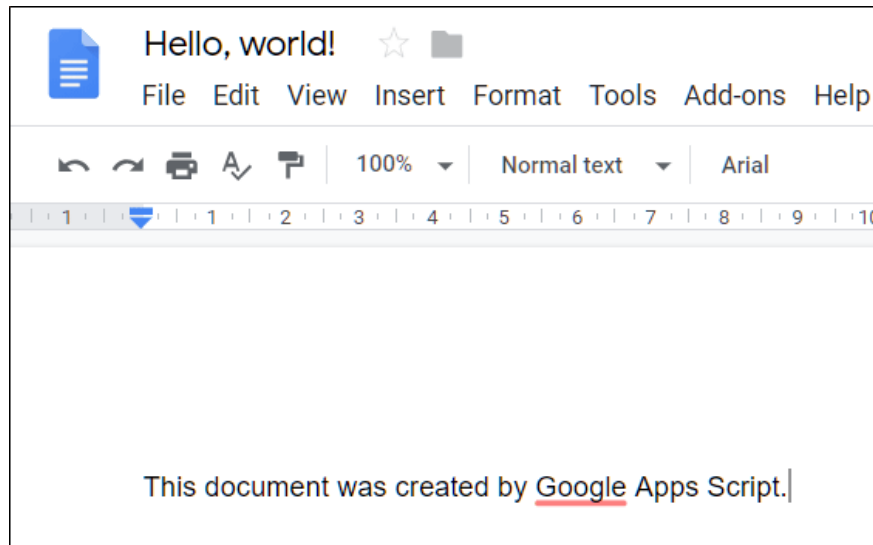 Hello, world!
File Edit View Insert Format Tools Add-ons Help
100% Normal text Arial
1 1 2 3 4 5 6 7 8 9 10
This document was created by Google Apps Script.